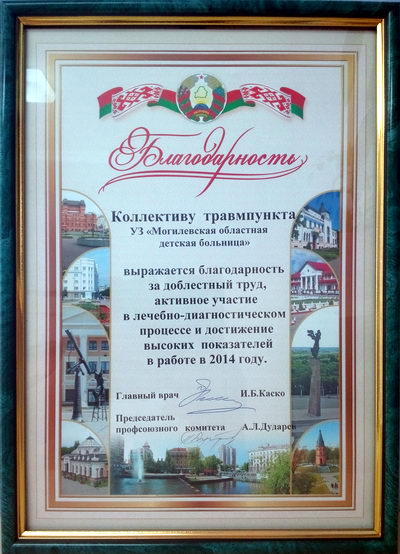 Благодарность
Коллективу травмпункта
УЗ «Могилевская областная
детская больница»
выражается благодарность
за доблестный труд,
активное участие
в лечебно-диагностическом
процессе и достижение
высоких показателей
в работе в 2014 году.
Главный врач И.Б.Каско
Председатель
профсоюзного комитета А.Л.Дударев